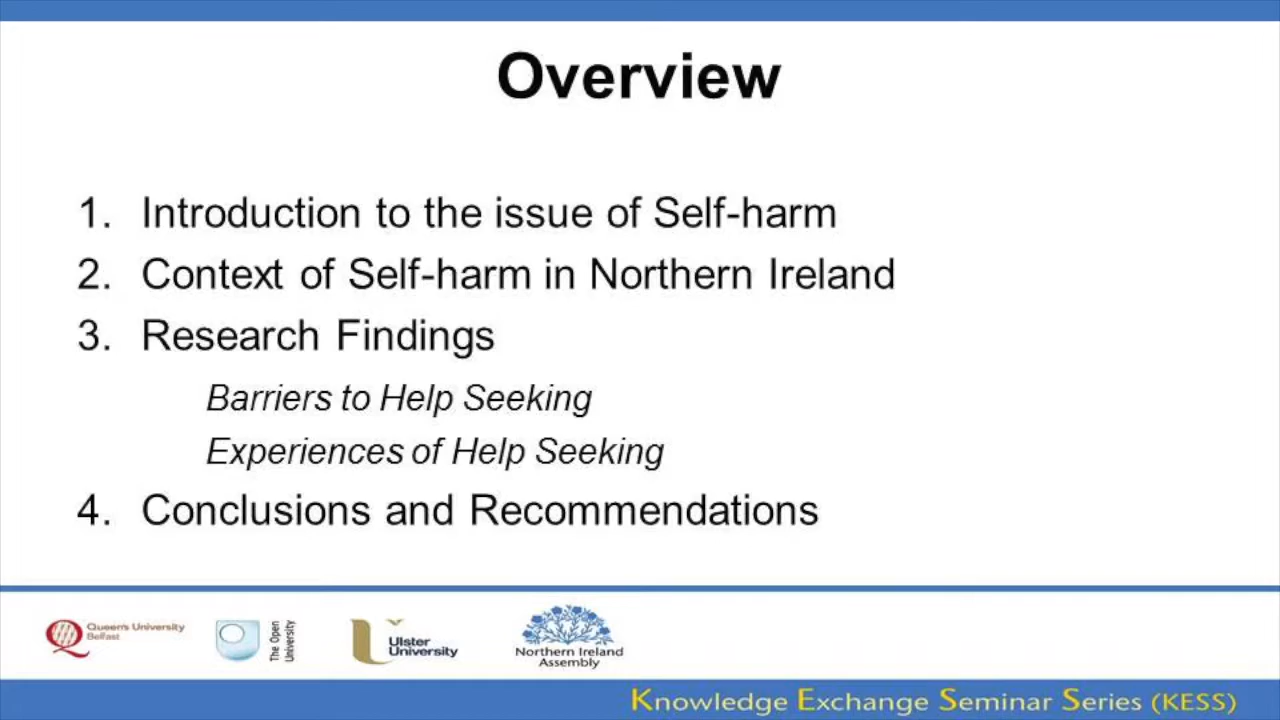 Overview
1. Introduction to the issue of Self-harm
2. Context of Self-harm in Northern Ireland
3. Research Findings
Barriers to Help Seeking
Experiences of Help Seeking
4. Conclusions and Recommendations
Queen's University
Belfast
The Open
University
Ulster
University
Northern Ireland
Assembly
Knowledge Exchange Seminar Series (KESS)